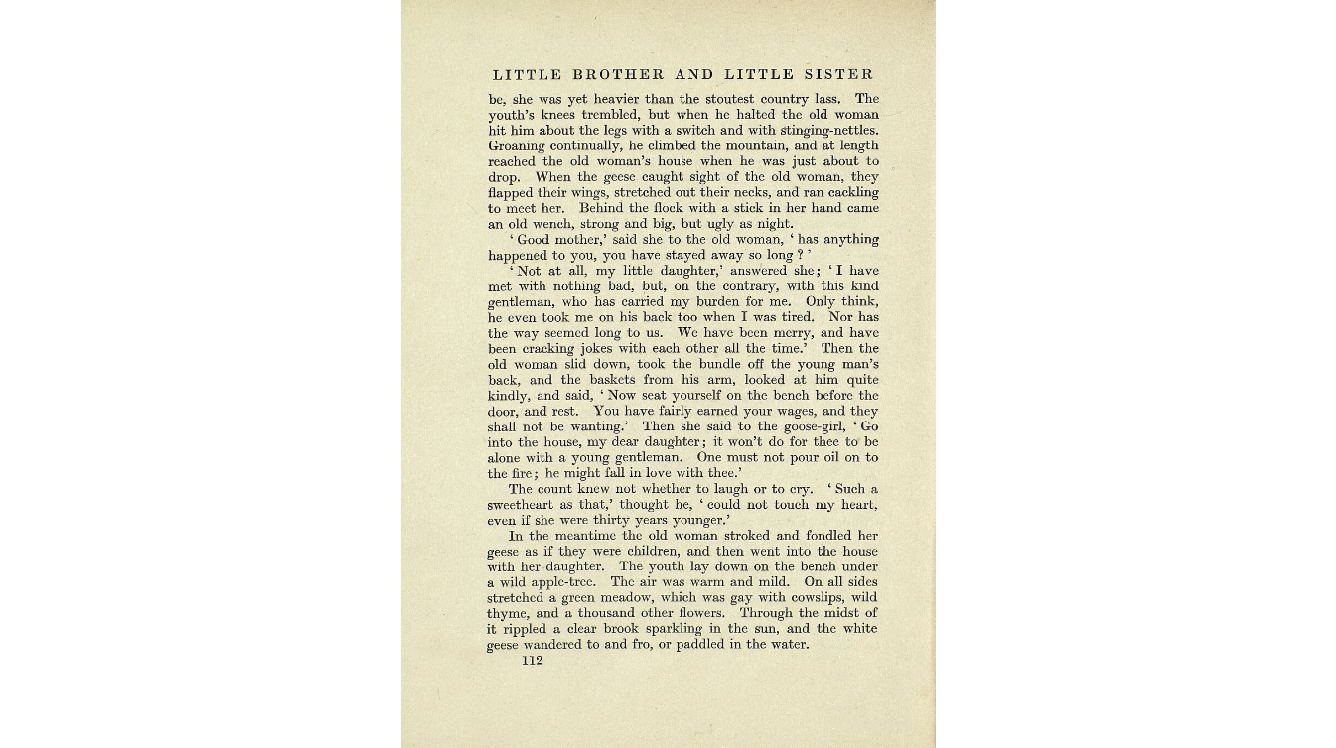 LITTLE BROTHER AND LITTLE SISTER
be, she was yet heavier than the stoutest country lass. The
youth's knees trembled, but when he halted the old woman
hit him about the legs with a switch and with stinging-nettles.
Groaning continually, he climbed the mountain, and at length
reached the old woman's house when he was just about to
drop. When the geese caught sight of the old woman, they
flapped their wings, stretched out their necks, and ran cackling
to meet her. Behind the flock with a stick in her hand came
an old wench, strong and big, but ugly as night.
‘ Good mother,’ said she to the old woman, ‘ has anything
happened to you, you have stayed away so long ? ’
‘ Not at all, my little daughter,’ answered she; ‘ I have
met with nothing bad, but, on the contrary, with this kind
gentleman, who has carried my burden for me. Only think,
he even took me on his back too when I was tired. Nor has
the way seemed long to us. We have been merry, and have
been cracking jokes with each other all the time.’ Then the
old woman slid down, took the bundle off the young man's
back, and the baskets from his arm, looked at him quite
kindly, and said, ‘ Now seat yourself on the bench before the
door, and rest. You have fairly earned your wages, and they
shall not be wanting.’ Then she said to the goose-girl, ‘ Go
into the house, my dear daughter; it won't do for thee to be
alone with a young gentleman. One must not pour oil on to
the fire; he might fall in love with thee.’
The count knew not whether to laugh or to cry. ‘ Such a
sweetheart as that,’ thought he, ‘ could not touch my heart,
even if she were thirty years younger.’
In the meantime the old woman stroked and fondled her
geese as if they were children, and then went into the house
with her daughter. The youth lay down on the bench under
a wild apple-tree. The air was warm and mild. On all sides
stretched a green meadow, which was gay with cowslips, wild
thyme, and a thousand other flowers. Through the midst of
it rippled a clear brook sparkling in the sun, and the white
geese wandered to and fro, or paddled in the water.
112